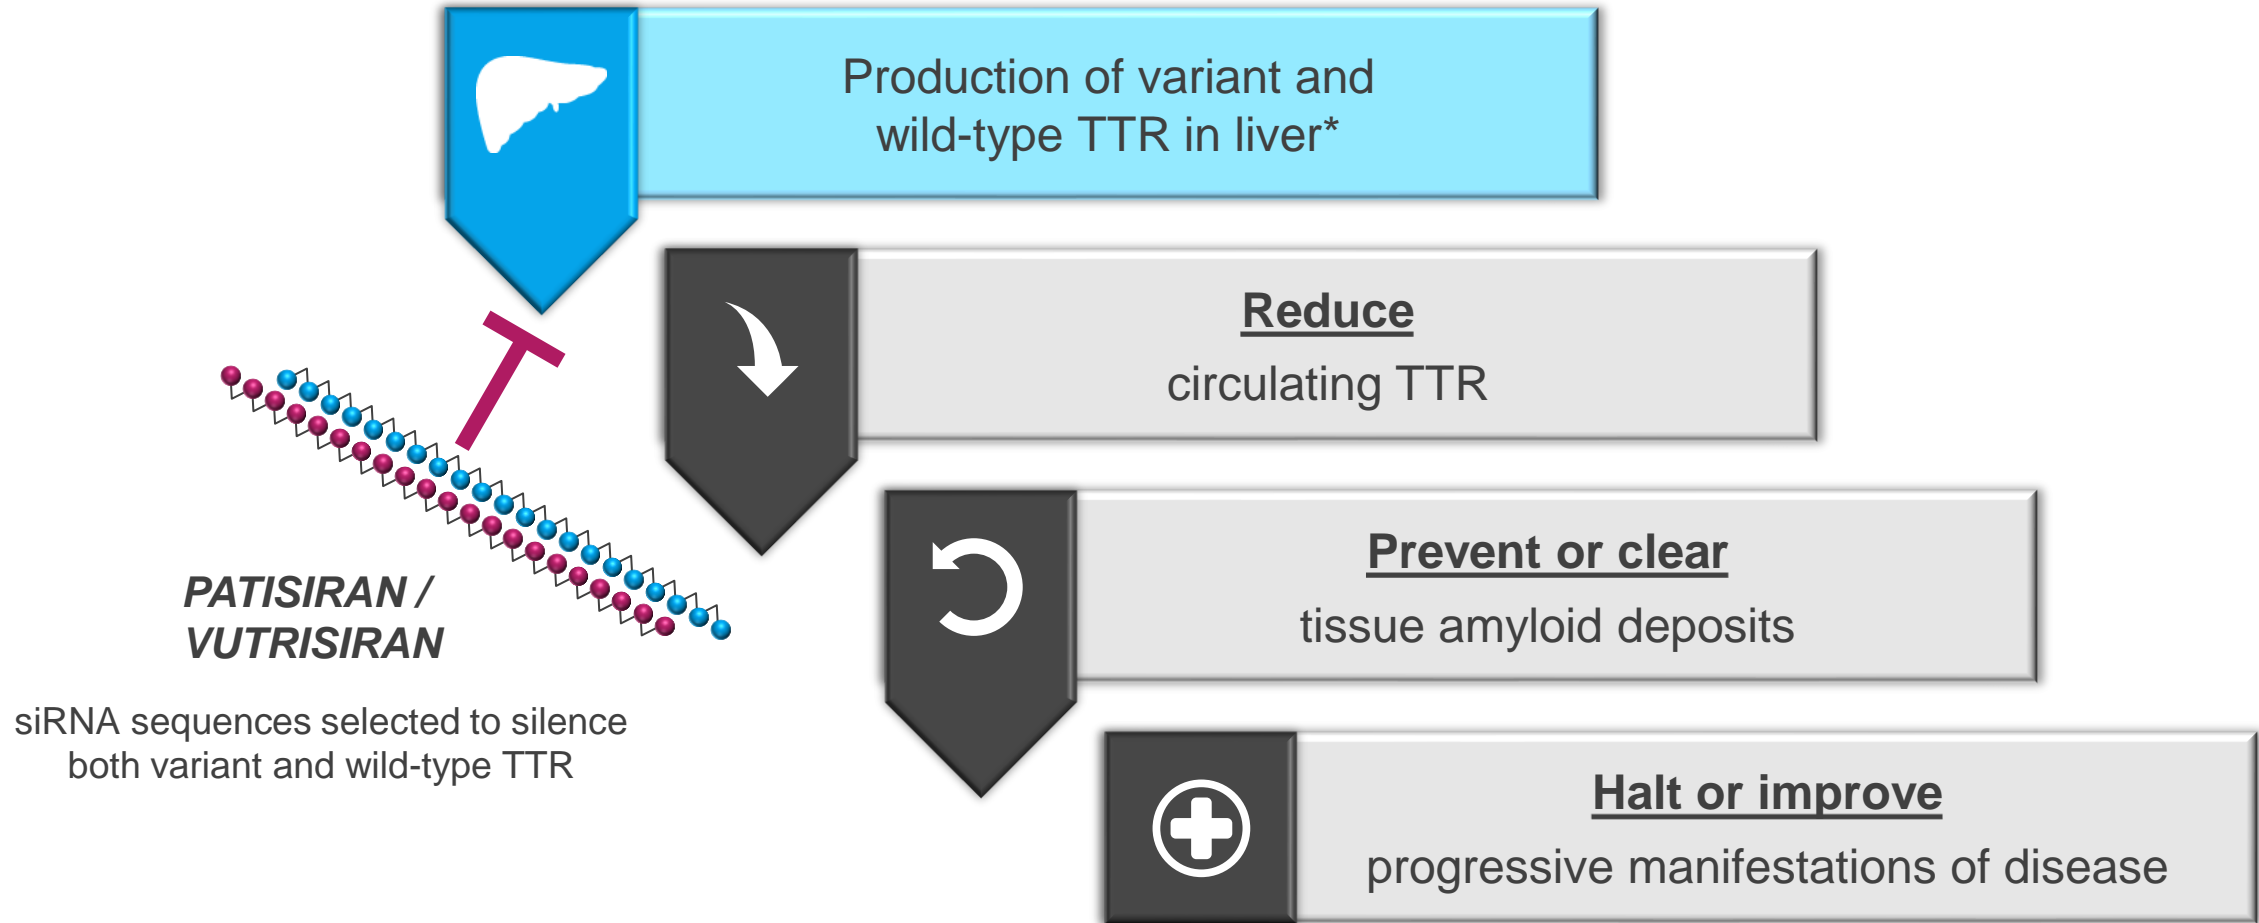 Production of variant and
wild-type TTR in liver*
Reduce
circulating TTR
Prevent or clear
tissue amyloid deposits
Halt or improve
progressive manifestations of disease
PATISIRAN /
VUTRISIRAN
siRNA sequences selected to silence
both variant and wild-type TTR